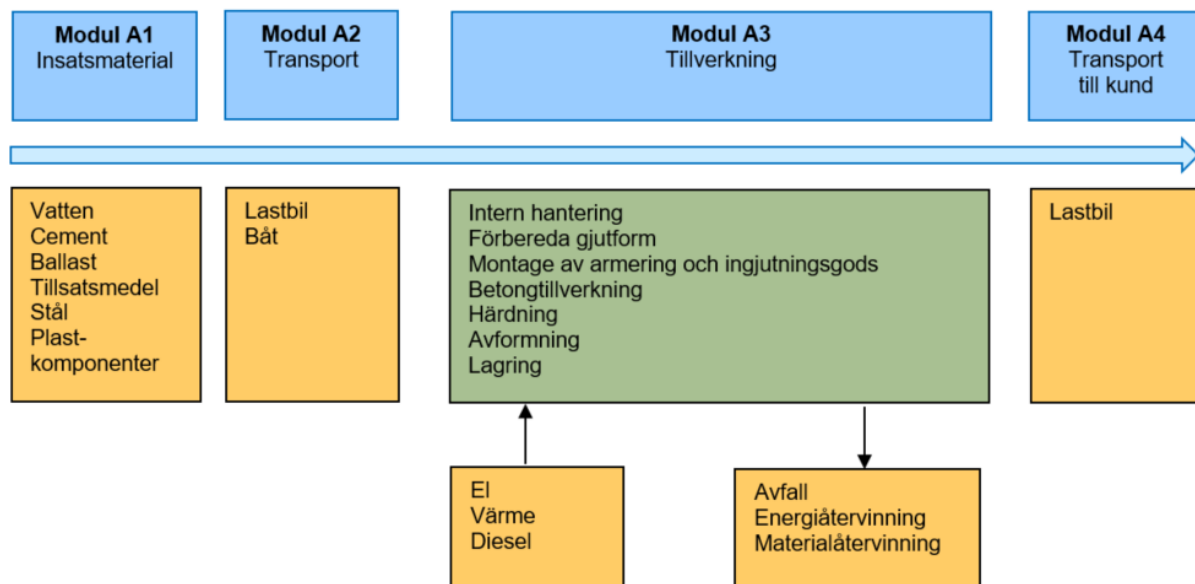 Modul A1
Insatsmaterial
Modul A2
Transport
Modul A3
Tillverkning
Modul A4
Transport
till kund
Vatten
Cement
Ballast
Tillsatsmedel
Stål
Plast-
komponenter
Lastbil
Båt
Intern hantering
Förbereda gjutform
Montage av armering och ingjutningsgods
Betongtillverkning
Härdning
Avformning
Lagring
Lastbil
El
Värme
Diesel
Avfall
Energiåtervinning
Materialåtervinning